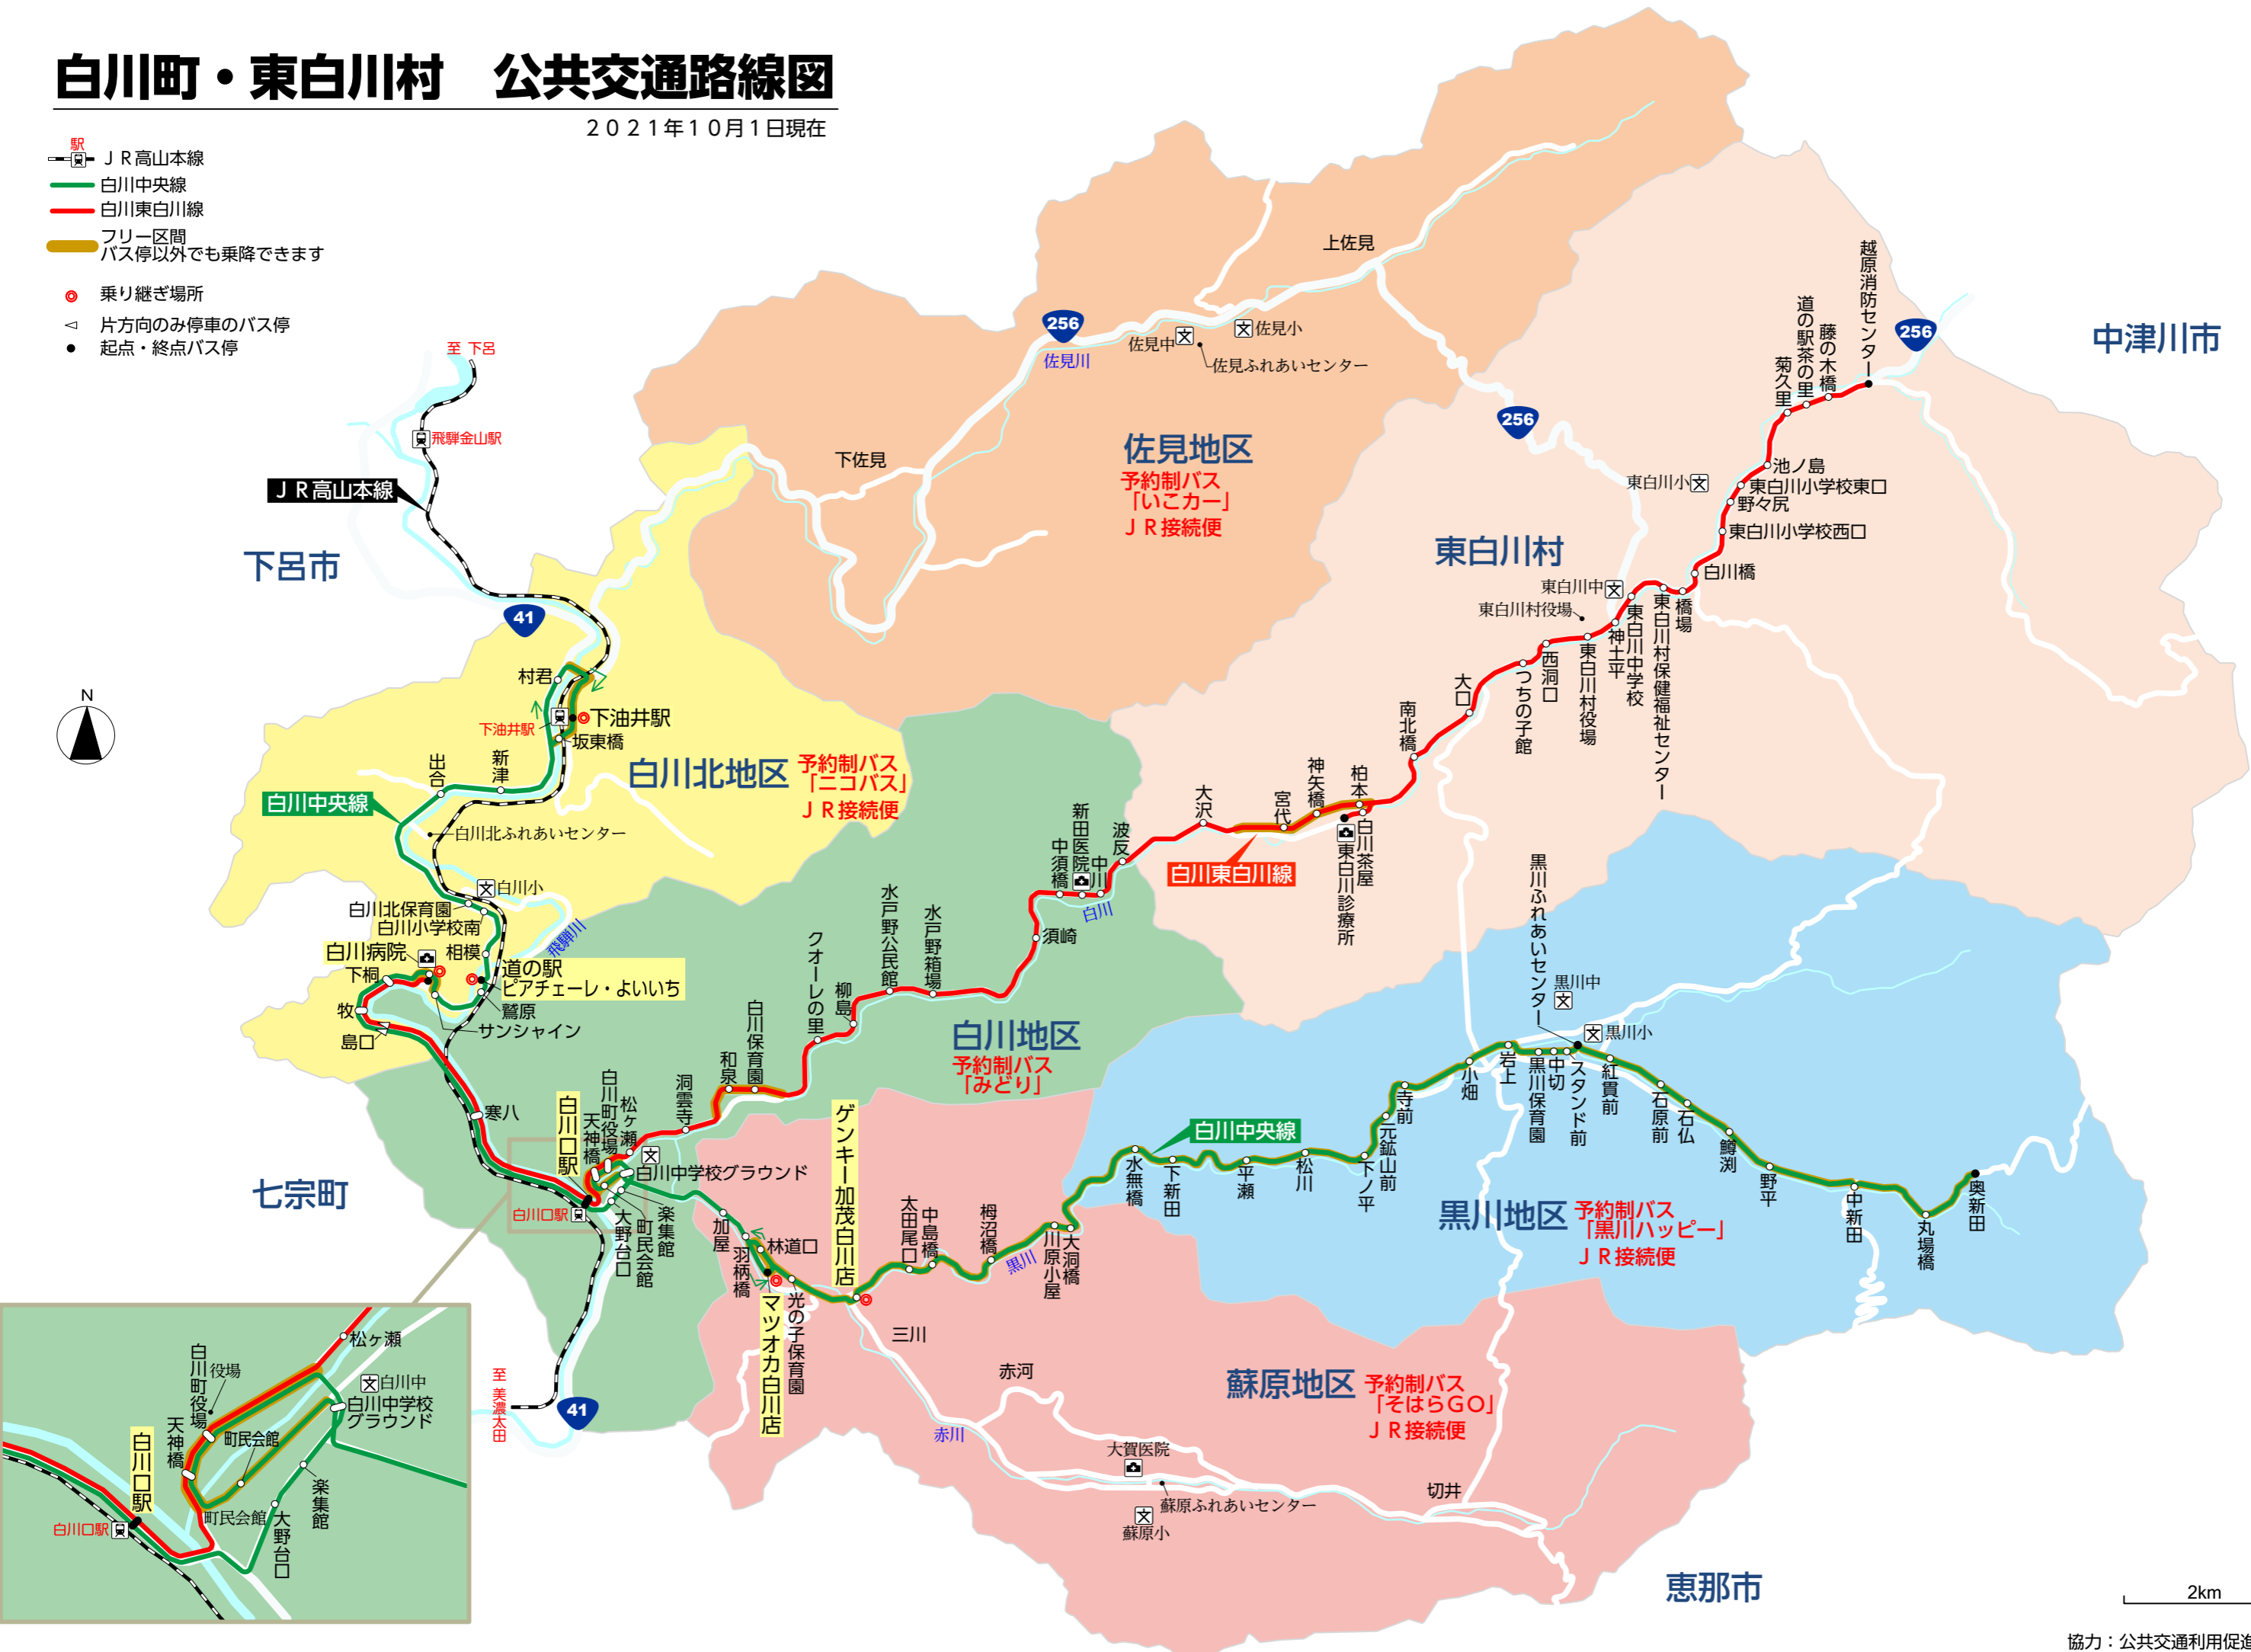 白川町・東白川村　公共交通路線図
２０２１年１０月１日現在
駅
ＪＲ高山本線
白川中央線
白川東白川線
フリー区間
バス停以外でも乗降できます
乗り継ぎ場所
片方向のみ停車のバス停
起点・終点バス停
N
至 下呂
飛騨金山駅
ＪＲ高山本線
下呂市
41
村君
下油井駅
下油井駅
坂東橋
新津
出合
白川中央線
白川北ふれあいセンター
白川北地区
予約制バス
「ニコバス」
ＪＲ接続便
白川小
白川北保育園
白川小学校南
飛騨川
白川病院
相模
下桐
道の駅
ピアチェーレ・よいいち
鷲原
サンシャイン
牧
島口
寒八
七宗町
上佐見
256
佐見川
佐見中
佐見小
佐見ふれあいセンター
下佐見
佐見地区
予約制バス
「いこカー」
ＪＲ接続便
256
256
中津川市
越原消防センター
藤の木橋
道の駅茶の里
菊久里
池ノ島
東白川小
東白川小学校東口
野々尻
東白川小学校西口
白川橋
東白川村
東白川中
東白川村役場
橋場
東白川村保健福祉センター
東白川中学校
神土平
東白川村役場
西洞口
つちの子館
大口
南北橋
柏本
神矢橋
宮代
白川茶屋
東白川診療所
白川東白川線
大沢
波反
中川
新田医院
中須橋
白川
須崎
水戸野箱場
水戸野公民館
柳島
クオーレの里
白川保育園
和泉
洞雲寺
松ヶ瀬
白川町役場
天神橋
白川口駅
白川口駅
白川地区
予約制バス
「みどり」
白川中学校グラウンド
楽集館
町民会館
大野台口
加屋
羽柄橋
林道口
マツオカ白川店
光の子保育園
ゲンキー加茂白川店
太田尾口
中島橋
栂沼橋
黒川
川原小屋
大洞橋
水無橋
白川中央線
下新田
平瀬
松川
下ノ平
元鉱山前
寺前
小畑
岩上
黒川保育園
中切
スタンド前
黒川ふれあいセンター
黒川中
黒川小
紅貫前
石原前
石仏
鱒渕
野平
中新田
丸場橋
奥新田
黒川地区
予約制バス
「黒川ハッピー」
ＪＲ接続便
三川
赤河
赤川
蘇原地区
予約制バス
「そはらＧＯ」
ＪＲ接続便
大賀医院
蘇原ふれあいセンター
蘇原小
切井
恵那市
至 美濃太田
41
松ヶ瀬
白川町役場
役場
白川中
白川中学校
グラウンド
天神橋
町民会館
白川口駅
白川口駅
町民会館
楽集館
大野台口
2km
協力：公共交通利用促進